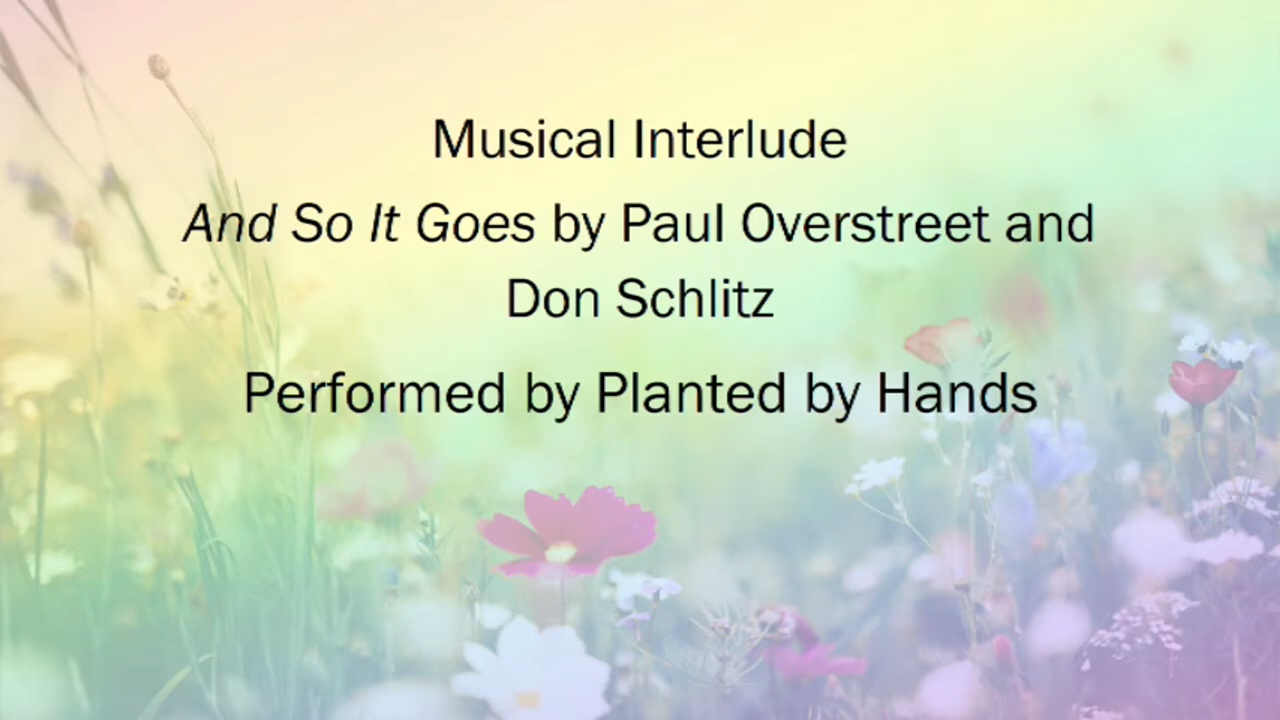 Musical Interlude
And So It Goes by Paul Overstreet and
Don Schlitz
Performed by Planted by Hands